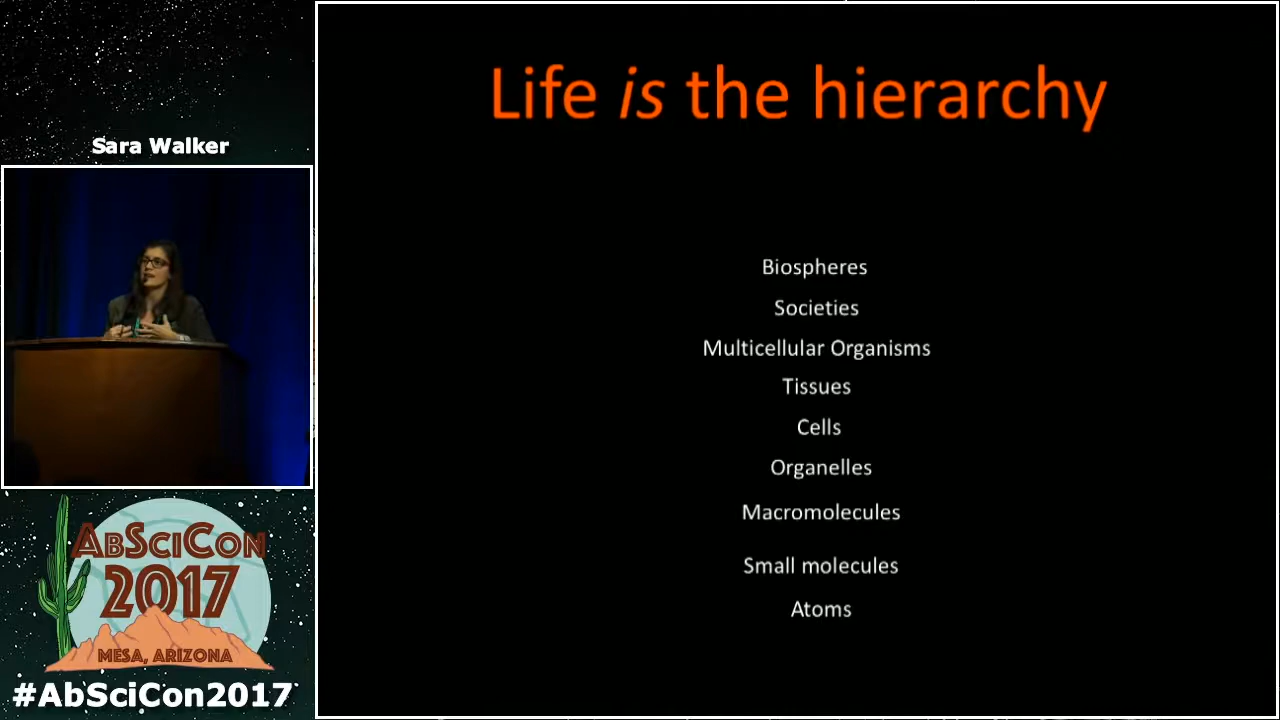 Sara Walker
ABSCICON
2017
MESA, ARIZONA
#AbSciCon2017
Life is the hierarchy
Biospheres
Societies
Multicellular Organisms
Tissues
Cells
Organelles
Macromolecules
Small molecules
Atoms